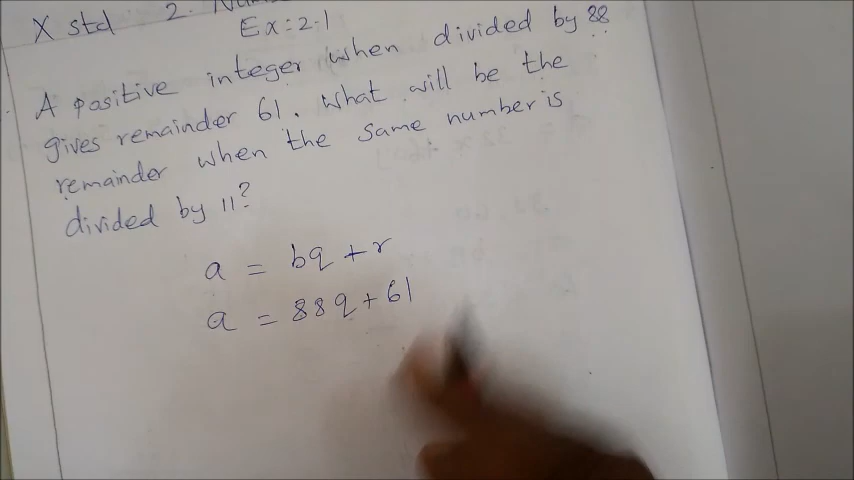 X std 2.
Ex:2.1
A positive integer when divided by 88
gives remainder 61. What will be the
remainder when the same number is
divided by 11?
a = bq + r
a = 88q + 61